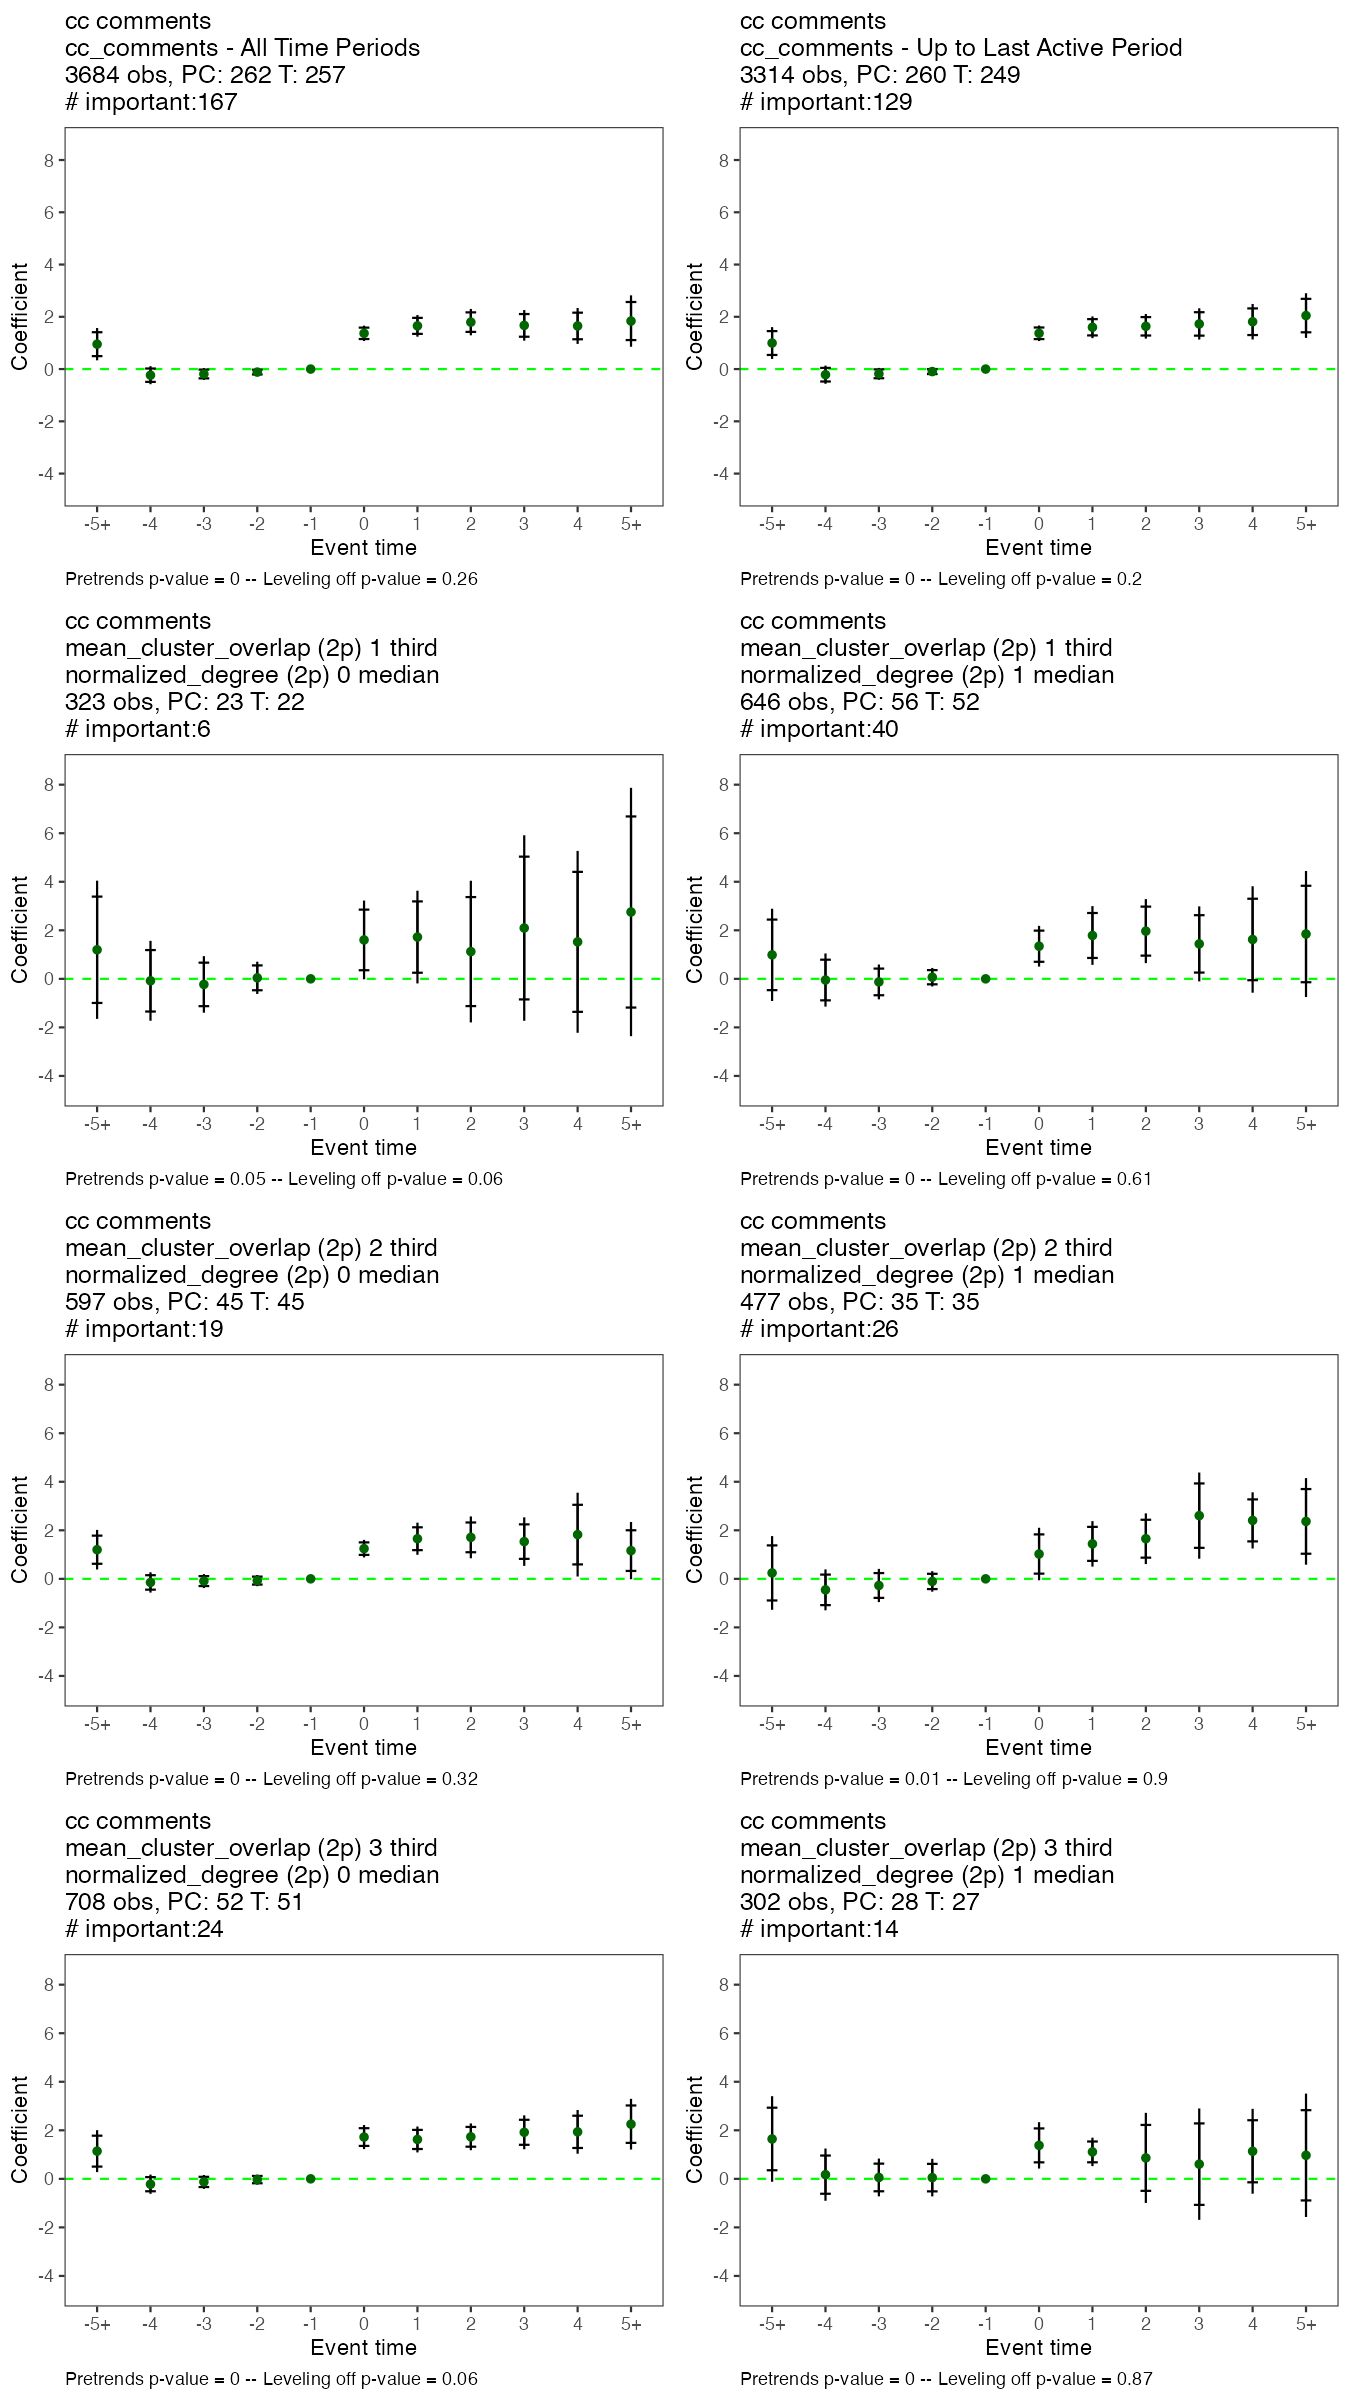 cc comments
cc_comments - All Time Periods
3684 obs, PC: 262 T: 257
# important:167
8
6
4
2
0
-2
-4
Coefficient
-5+ -4 -3 -2 -1 0 1 2 3 4 5+
Event time
Pretrends p-value = 0 -- Leveling off p-value = 0.26
cc comments
cc_comments - Up to Last Active Period
3314 obs, PC: 260 T: 249
# important:129
8
6
4
2
0
-2
-4
Coefficient
-5+ -4 -3 -2 -1 0 1 2 3 4 5+
Event time
Pretrends p-value = 0 -- Leveling off p-value = 0.2
cc comments
mean_cluster_overlap (2p) 1 third
normalized_degree (2p) 0 median
323 obs, PC: 23 T: 22
# important:6
8
6
4
2
0
-2
-4
Coefficient
-5+ -4 -3 -2 -1 0 1 2 3 4 5+
Event time
Pretrends p-value = 0.05 -- Leveling off p-value = 0.06
cc comments
mean_cluster_overlap (2p) 1 third
normalized_degree (2p) 1 median
646 obs, PC: 56 T: 52
# important:40
8
6
4
2
0
-2
-4
Coefficient
-5+ -4 -3 -2 -1 0 1 2 3 4 5+
Event time
Pretrends p-value = 0 -- Leveling off p-value = 0.61
cc comments
mean_cluster_overlap (2p) 2 third
normalized_degree (2p) 0 median
597 obs, PC: 45 T: 45
# important:19
8
6
4
2
0
-2
-4
Coefficient
-5+ -4 -3 -2 -1 0 1 2 3 4 5+
Event time
Pretrends p-value = 0 -- Leveling off p-value = 0.32
cc comments
mean_cluster_overlap (2p) 2 third
normalized_degree (2p) 1 median
477 obs, PC: 35 T: 35
# important:26
8
6
4
2
0
-2
-4
Coefficient
-5+ -4 -3 -2 -1 0 1 2 3 4 5+
Event time
Pretrends p-value = 0.01 -- Leveling off p-value = 0.9
cc comments
mean_cluster_overlap (2p) 3 third
normalized_degree (2p) 0 median
708 obs, PC: 52 T: 51
# important:24
8
6
4
2
0
-2
-4
Coefficient
-5+ -4 -3 -2 -1 0 1 2 3 4 5+
Event time
Pretrends p-value = 0 -- Leveling off p-value = 0.06
cc comments
mean_cluster_overlap (2p) 3 third
normalized_degree (2p) 1 median
302 obs, PC: 28 T: 27
# important:14
8
6
4
2
0
-2
-4
Coefficient
-5+ -4 -3 -2 -1 0 1 2 3 4 5+
Event time
Pretrends p-value = 0 -- Leveling off p-value = 0.87